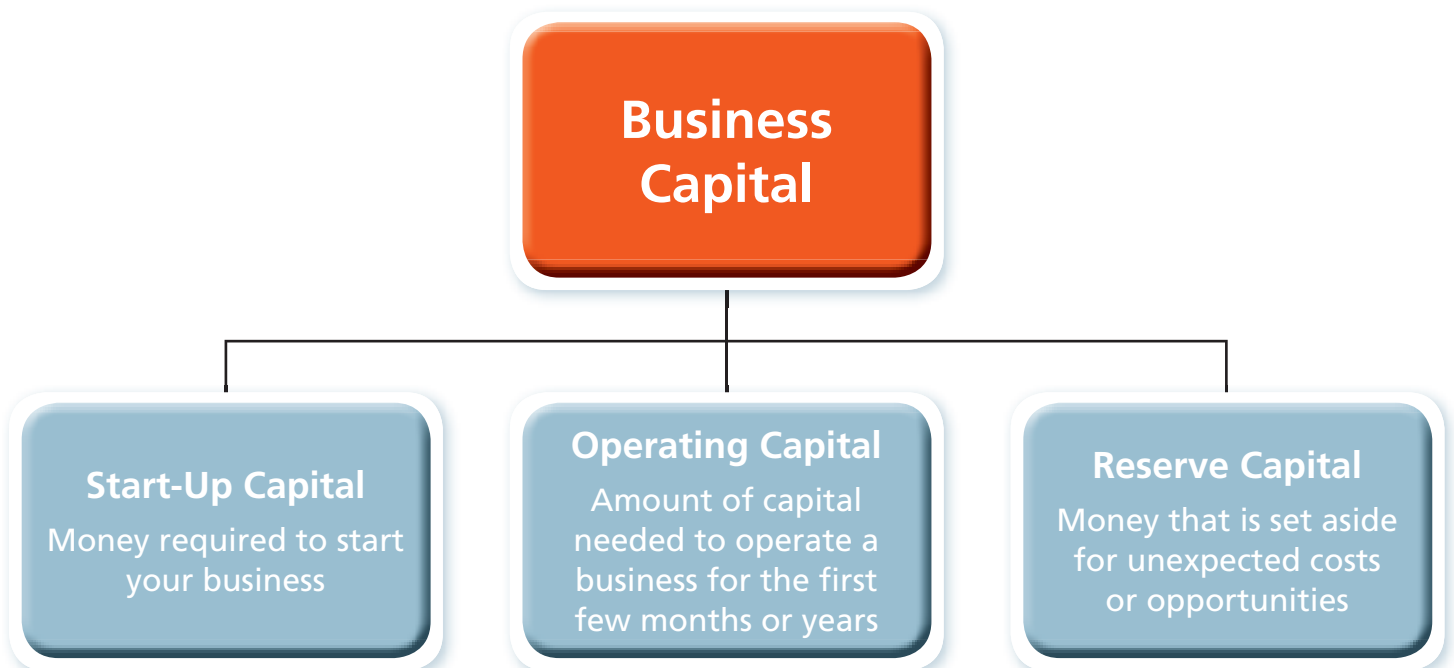 Business
Capital
Start-Up Capital
Money required to start
your business
Operating Capital
Amount of capital
needed to operate a
business for the first
few months or years
Reserve Capital
Money that is set aside
for unexpected costs
or opportunities